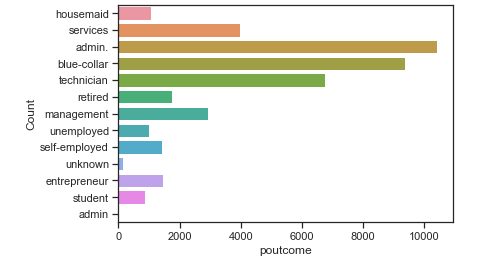 housemaid
services
admin.
blue-collar
technician
retired
management
unemployed
self-employed
unknown
entrepreneur
student
admin
Count
0 2000 4000 6000 8000 10000
poutcome